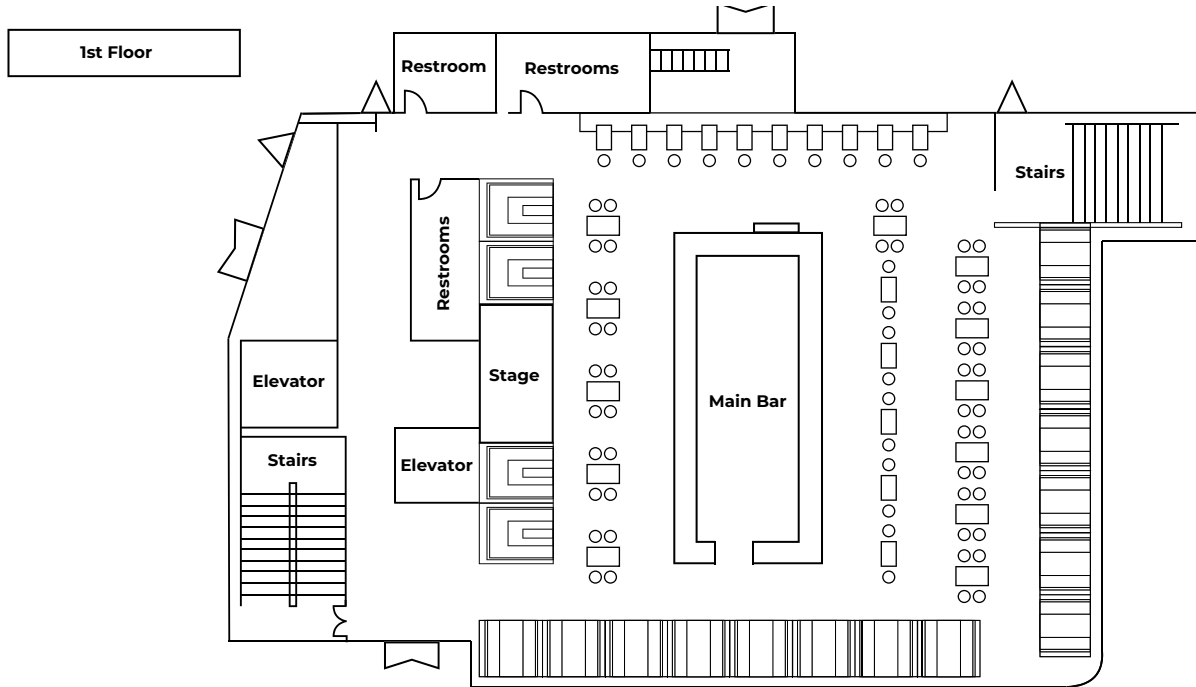 1st Floor
Restroom
Restrooms
Stairs
Restrooms
Elevator
Stage
Main Bar
Stairs
Elevator